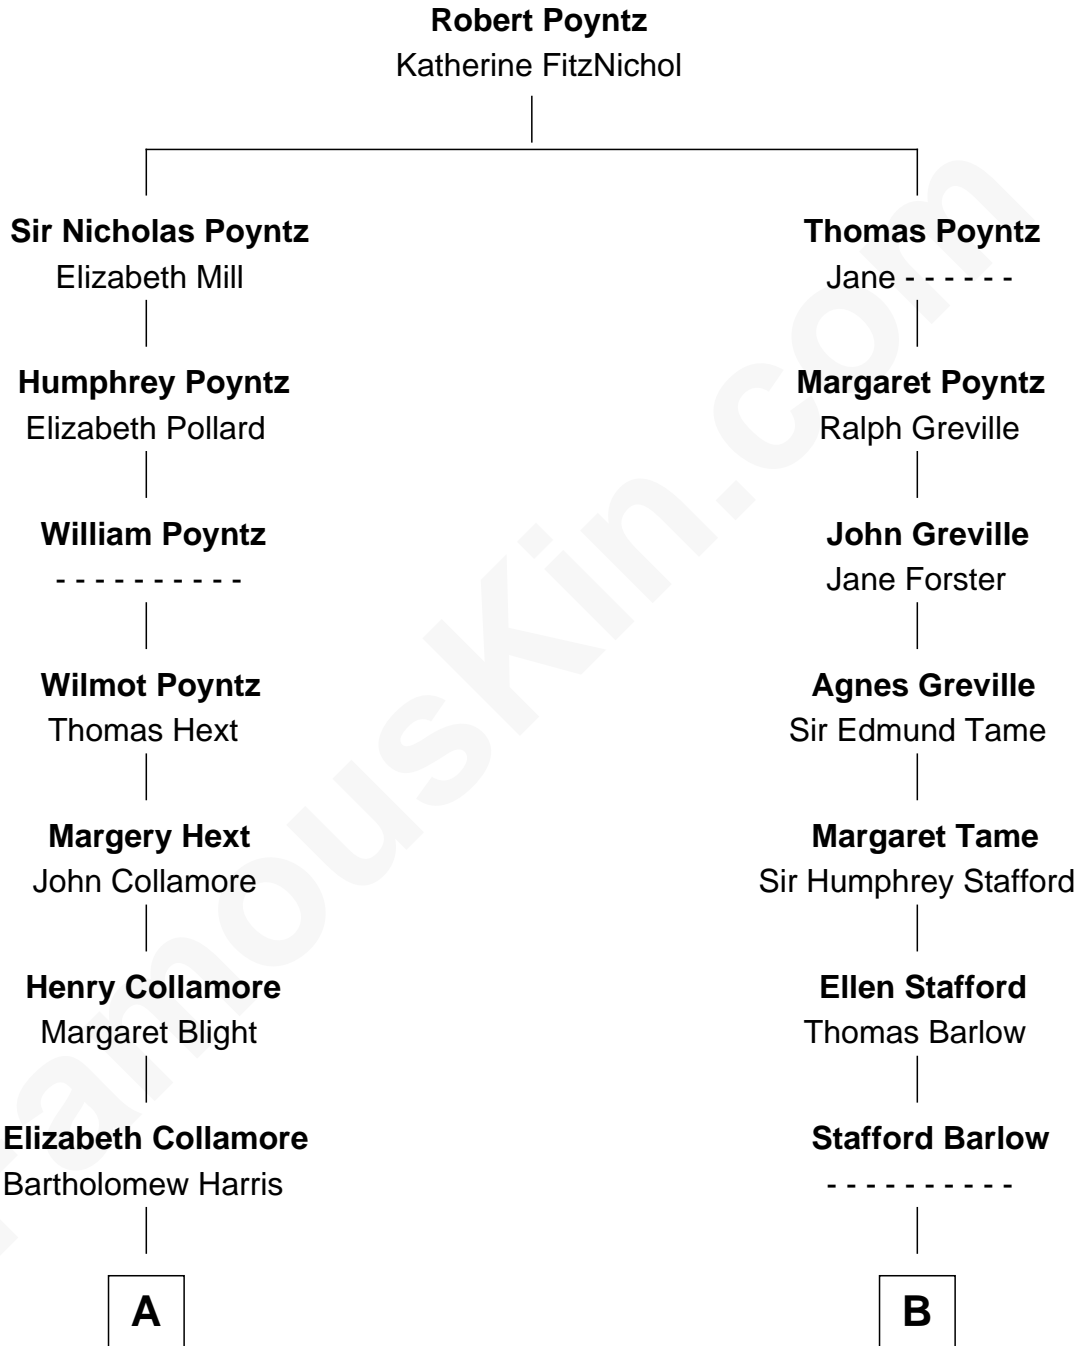 Robert Poyntz
Katherine FitzNichol
Sir Nicholas Poyntz
Elizabeth Mill
Humphrey Poyntz
Elizabeth Pollard
William Poyntz
- - - - - - - - - -
Wilmot Poyntz
Thomas Hext
Margery Hext
John Collamore
Henry Collamore
Margaret Blight
Elizabeth Collamore
Bartholomew Harris
A
Thomas Poyntz
Jane - - - - - -
Margaret Poyntz
Ralph Greville
John Greville
Jane Forster
Agnes Greville
Sir Edmund Tame
Margaret Tame
Sir Humphrey Stafford
Ellen Stafford
Thomas Barlow
Stafford Barlow
- - - - - - - - - -
B
FamousKin.com